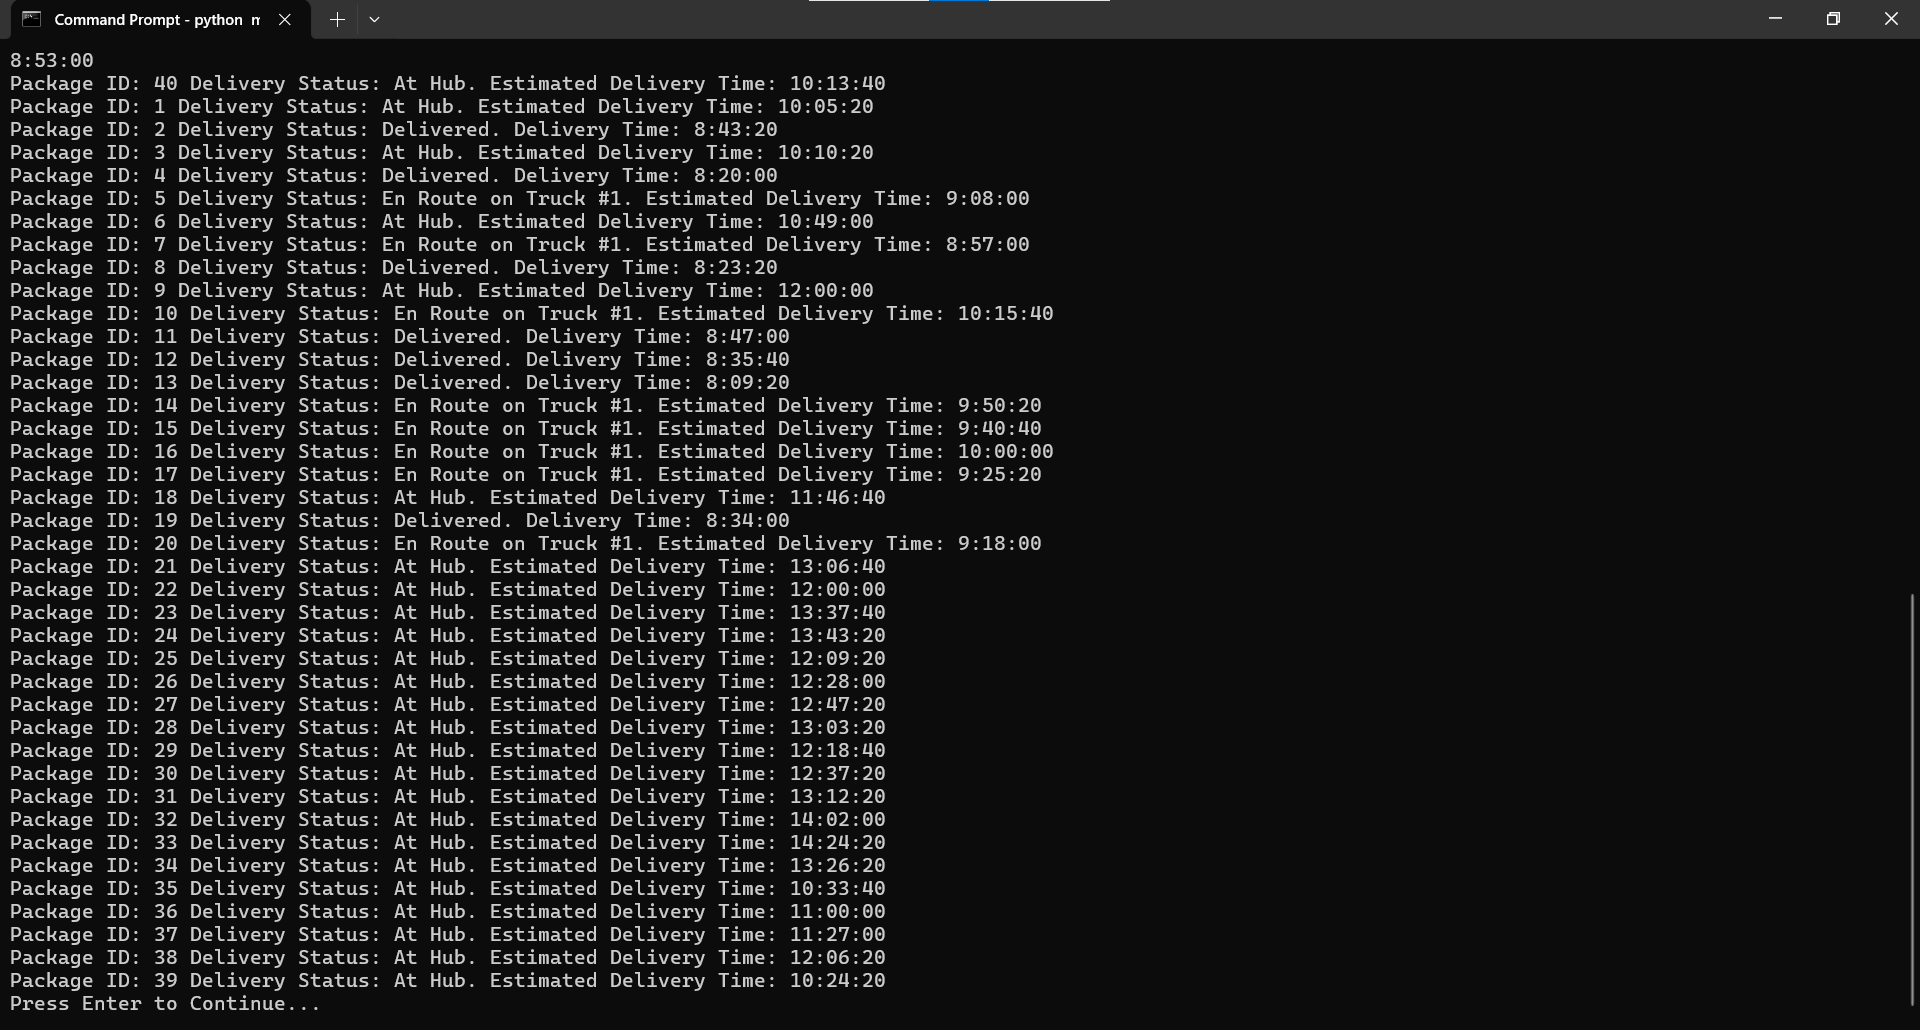 Command Prompt - python m
8:53:00
Package ID: 40 Delivery Status: At Hub. Estimated Delivery Time: 10:13:40
Package ID: 1 Delivery Status: At Hub. Estimated Delivery Time: 10:05:20
Package ID: 2 Delivery Status: Delivered. Delivery Time: 8:43:20
Package ID: 3 Delivery Status: At Hub. Estimated Delivery Time: 10:10:20
Package ID: 4 Delivery Status: Delivered. Delivery Time: 8:20:00
Package ID: 5 Delivery Status: En Route on Truck #1. Estimated Delivery Time: 9:08:00
Package ID: 6 Delivery Status: At Hub. Estimated Delivery Time: 10:49:00
Package ID: 7 Delivery Status: En Route on Truck #1. Estimated Delivery Time: 8:57:00
Package ID: 8 Delivery Status: Delivered. Delivery Time: 8:23:20
Package ID: 9 Delivery Status: At Hub. Estimated Delivery Time: 12:00:00
Package ID: 10 Delivery Status: En Route on Truck #1. Estimated Delivery Time: 10:15:40
Package ID: 11 Delivery Status: Delivered. Delivery Time: 8:47:00
Package ID: 12 Delivery Status: Delivered. Delivery Time: 8:35:40
Package ID: 13 Delivery Status: Delivered. Delivery Time: 8:09:20
Package ID: 14 Delivery Status: En Route on Truck #1. Estimated Delivery Time: 9:50:20
Package ID: 15 Delivery Status: En Route on Truck #1. Estimated Delivery Time: 9:40:40
Package ID: 16 Delivery Status: En Route on Truck #1. Estimated Delivery Time: 10:00:00
Package ID: 17 Delivery Status: En Route on Truck #1. Estimated Delivery Time: 9:25:20
Package ID: 18 Delivery Status: At Hub. Estimated Delivery Time: 11:46:40
Package ID: 19 Delivery Status: Delivered. Delivery Time: 8:34:00
Package ID: 20 Delivery Status: En Route on Truck #1. Estimated Delivery Time: 9:18:00
Package ID: 21 Delivery Status: At Hub. Estimated Delivery Time: 13:06:40
Package ID: 22 Delivery Status: At Hub. Estimated Delivery Time: 12:00:00
Package ID: 23 Delivery Status: At Hub. Estimated Delivery Time: 13:37:40
Package ID: 24 Delivery Status: At Hub. Estimated Delivery Time: 13:43:20
Package ID: 25 Delivery Status: At Hub. Estimated Delivery Time: 12:09:20
Package ID: 26 Delivery Status: At Hub. Estimated Delivery Time: 12:28:00
Package ID: 27 Delivery Status: At Hub. Estimated Delivery Time: 12:47:20
Package ID: 28 Delivery Status: At Hub. Estimated Delivery Time: 13:03:20
Package ID: 29 Delivery Status: At Hub. Estimated Delivery Time: 12:18:40
Package ID: 30 Delivery Status: At Hub. Estimated Delivery Time: 12:37:20
Package ID: 31 Delivery Status: At Hub. Estimated Delivery Time: 13:12:20
Package ID: 32 Delivery Status: At Hub. Estimated Delivery Time: 14:02:00
Package ID: 33 Delivery Status: At Hub. Estimated Delivery Time: 14:24:20
Package ID: 34 Delivery Status: At Hub. Estimated Delivery Time: 13:26:20
Package ID: 35 Delivery Status: At Hub. Estimated Delivery Time: 10:33:40
Package ID: 36 Delivery Status: At Hub. Estimated Delivery Time: 11:00:00
Package ID: 37 Delivery Status: At Hub. Estimated Delivery Time: 11:27:00
Package ID: 38 Delivery Status: At Hub. Estimated Delivery Time: 12:06:20
Package ID: 39 Delivery Status: At Hub. Estimated Delivery Time: 10:24:20
Press Enter to Continue...